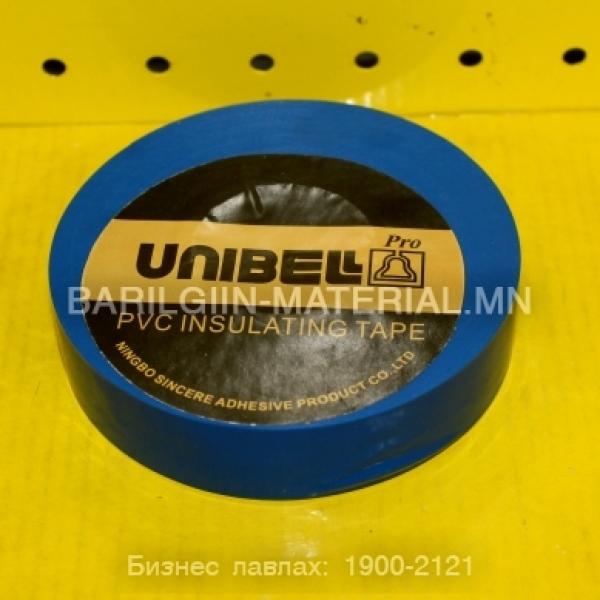 Pro
UNIBELL
BARILGIIN-MATERIAL.MN
PVC INSULATING TAPE
NINGBO SINCERE ADHESIVE PRODUCT CO.,LTD
Бизнес лавлах: 1900-2121